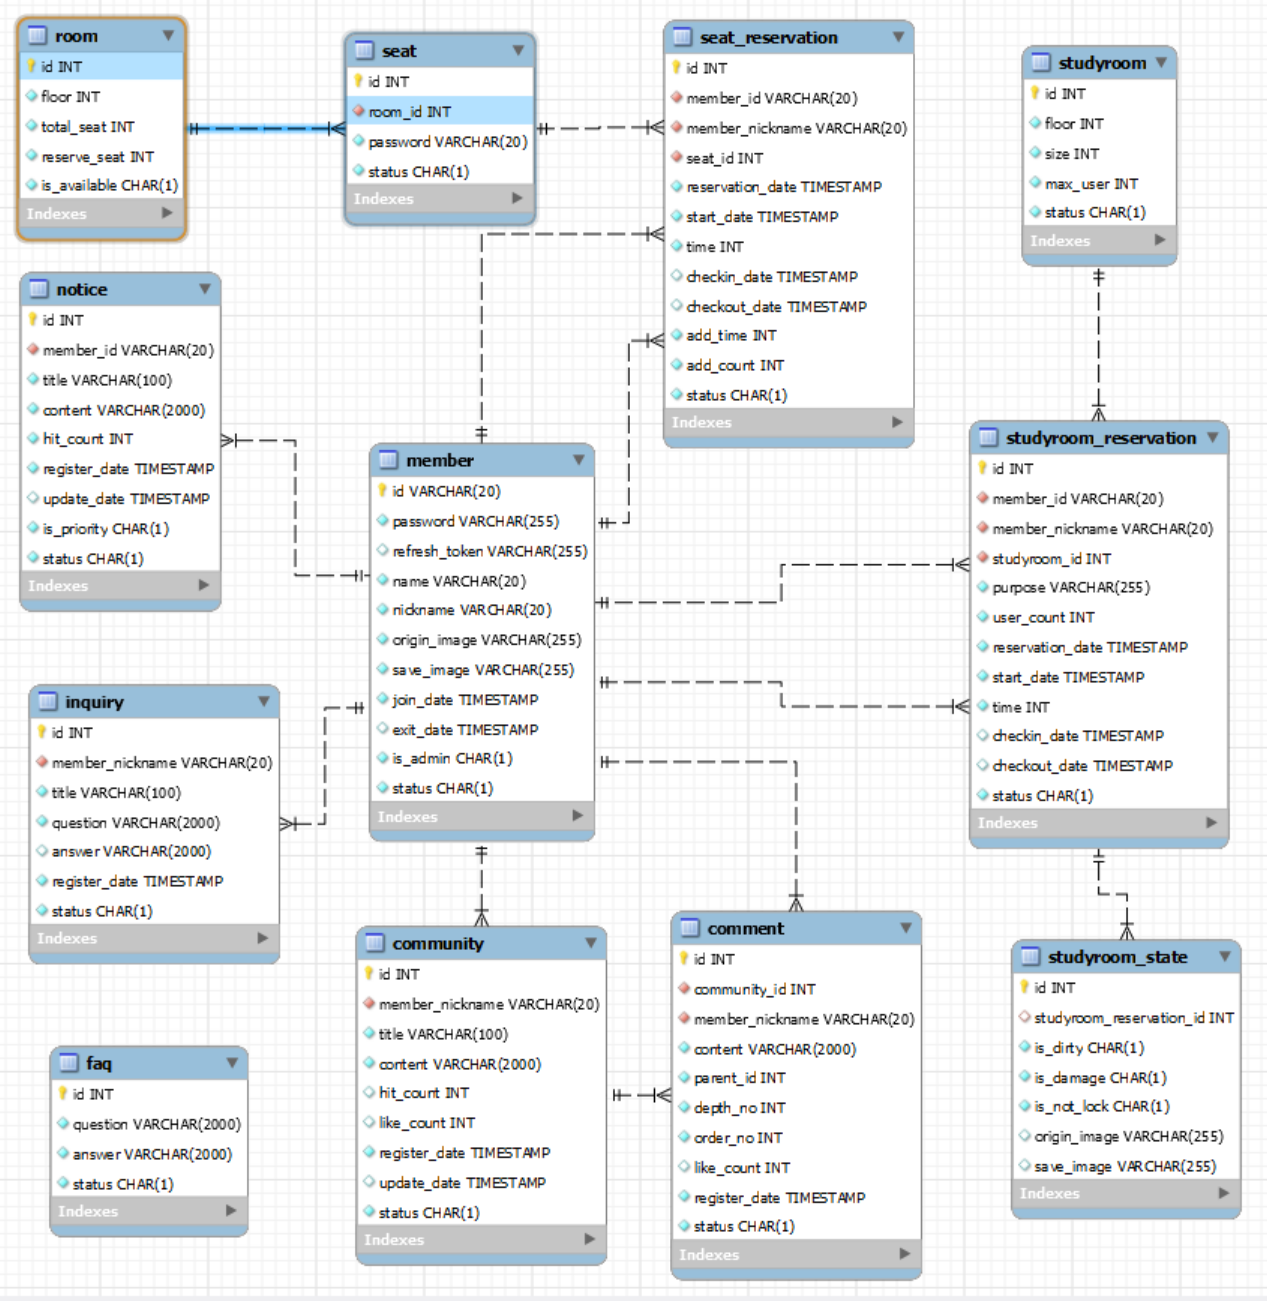 room
id INT
floor INT
total_seat INT
reserve_seat INT
is_available CHAR(1)
Indexes
seat
id INT
room_id INT
password VARCHAR(20)
status CHAR(1)
Indexes
seat_reservation
id INT
member_id VARCHAR(20)
member_nickname VARCHAR(20)
seat_id INT
reservation_date TIMESTAMP
start_date TIMESTAMP
time INT
checkin_date TIMESTAMP
checkout_date TIMESTAMP
add_time INT
add_count INT
status CHAR(1)
Indexes
studyroom
id INT
floor INT
size INT
max_user INT
status CHAR(1)
Indexes
notice
id INT
member_id VARCHAR(20)
title VARCHAR(100)
content VARCHAR(2000)
hit_count INT
register_date TIMESTAMP
update_date TIMESTAMP
is_priority CHAR(1)
status CHAR(1)
Indexes
member
id VARCHAR(20)
password VARCHAR(255)
refresh_token VARCHAR(255)
name VARCHAR(20)
nickname VARCHAR(20)
origin_image VARCHAR(255)
save_image VARCHAR(255)
join_date TIMESTAMP
exit_date TIMESTAMP
is_admin CHAR(1)
status CHAR(1)
Indexes
studyroom_reservation
id INT
member_id VARCHAR(20)
member_nickname VARCHAR(20)
studyroom_id INT
purpose VARCHAR(255)
user_count INT
reservation_date TIMESTAMP
start_date TIMESTAMP
time INT
checkin_date TIMESTAMP
checkout_date TIMESTAMP
status CHAR(1)
Indexes
inquiry
id INT
member_nickname VARCHAR(20)
title VARCHAR(100)
question VARCHAR(2000)
answer VARCHAR(2000)
register_date TIMESTAMP
status CHAR(1)
Indexes
community
id INT
member_nickname VARCHAR(20)
title VARCHAR(100)
content VARCHAR(2000)
hit_count INT
like_count INT
register_date TIMESTAMP
update_date TIMESTAMP
status CHAR(1)
Indexes
comment
id INT
community_id INT
member_nickname VARCHAR(20)
content VARCHAR(2000)
parent_id INT
depth_no INT
order_no INT
like_count INT
register_date TIMESTAMP
status CHAR(1)
Indexes
studyroom_state
id INT
studyroom_reservation_id INT
is_dirty CHAR(1)
is_damage CHAR(1)
is_not_lock CHAR(1)
origin_image VARCHAR(255)
save_image VARCHAR(255)
Indexes
faq
id INT
question VARCHAR(2000)
answer VARCHAR(2000)
status CHAR(1)
Indexes